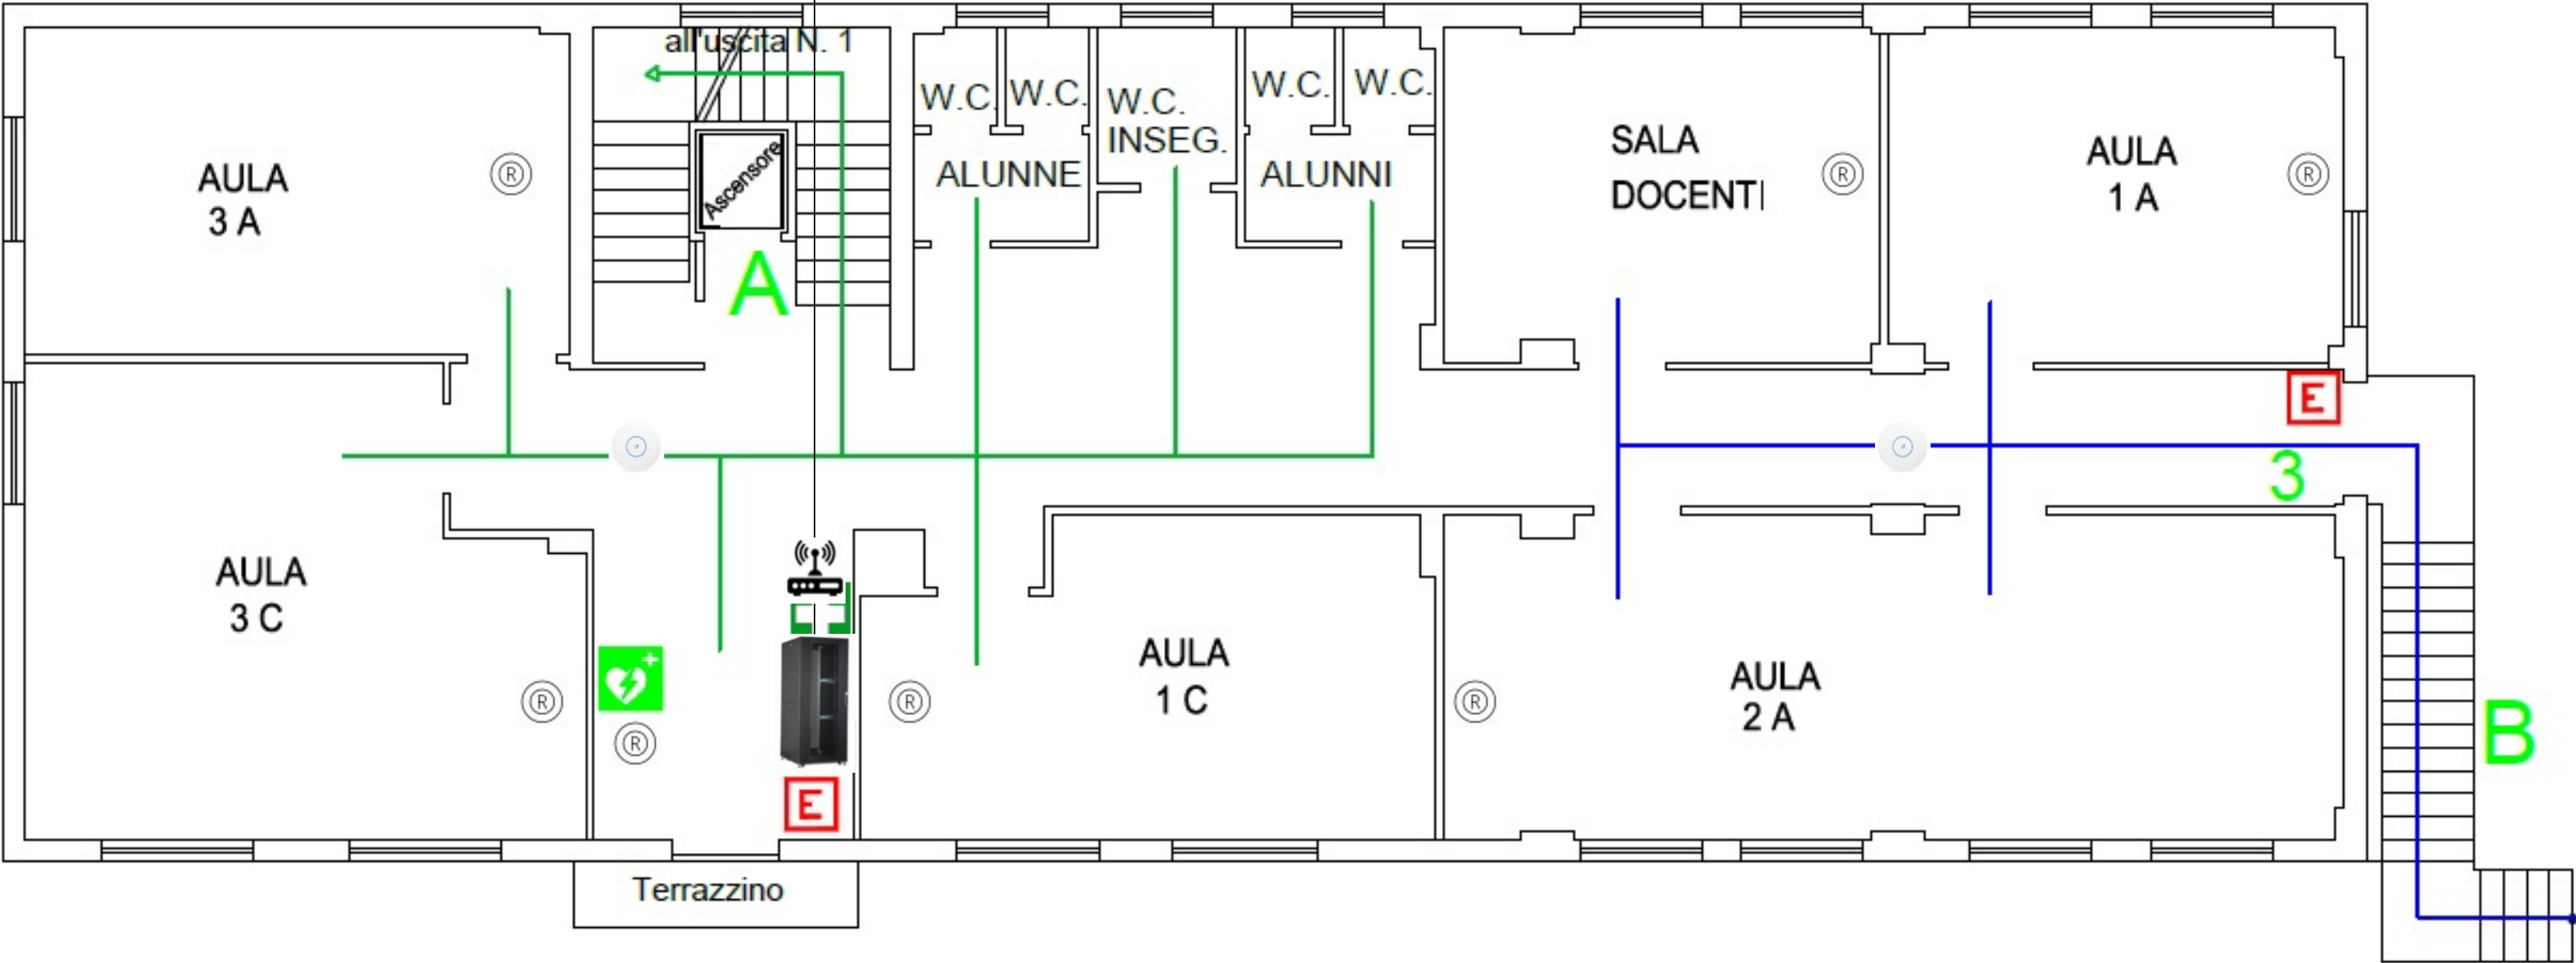 all'uscita N. 1
W.C.
W.C.
W.C.
INSEG.
W.C.
W.C.
ALUNNE
ALUNNI
Ascensore
A
AULA
3 A
®
SALA
DOCENTI
®
AULA
1 A
®
E
3
AULA
3 C
®
®
E
AULA
1 C
®
®
AULA
2 A
B
Terrazzino